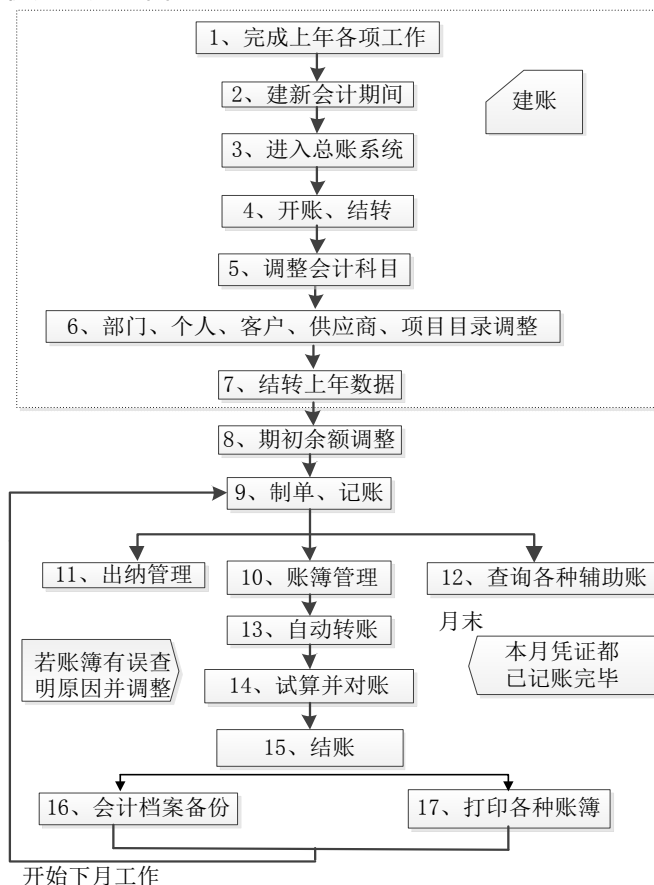 1、完成上年各项工作
2、建新会计期间
建账
3、进入总账系统
4、开账、结转
5、调整会计科目
6、部门、个人、客户、供应商、项目目录调整
7、结转上年数据
8、期初余额调整
9、制单、记账
11、出纳管理
10、账簿管理
12、查询各种辅助账
13、自动转账
月末
若账簿有误查
明原因并调整
本月凭证都
已记账完毕
14、试算并对账
15、结账
16、会计档案备份
17、打印各种账簿
开始下月工作